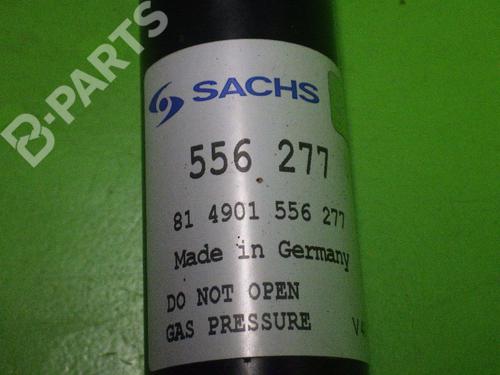 B-PARTS
SACHS
556 277
81 4901 556 277
Made in Germany
DO NOT OPEN
GAS PRESSURE